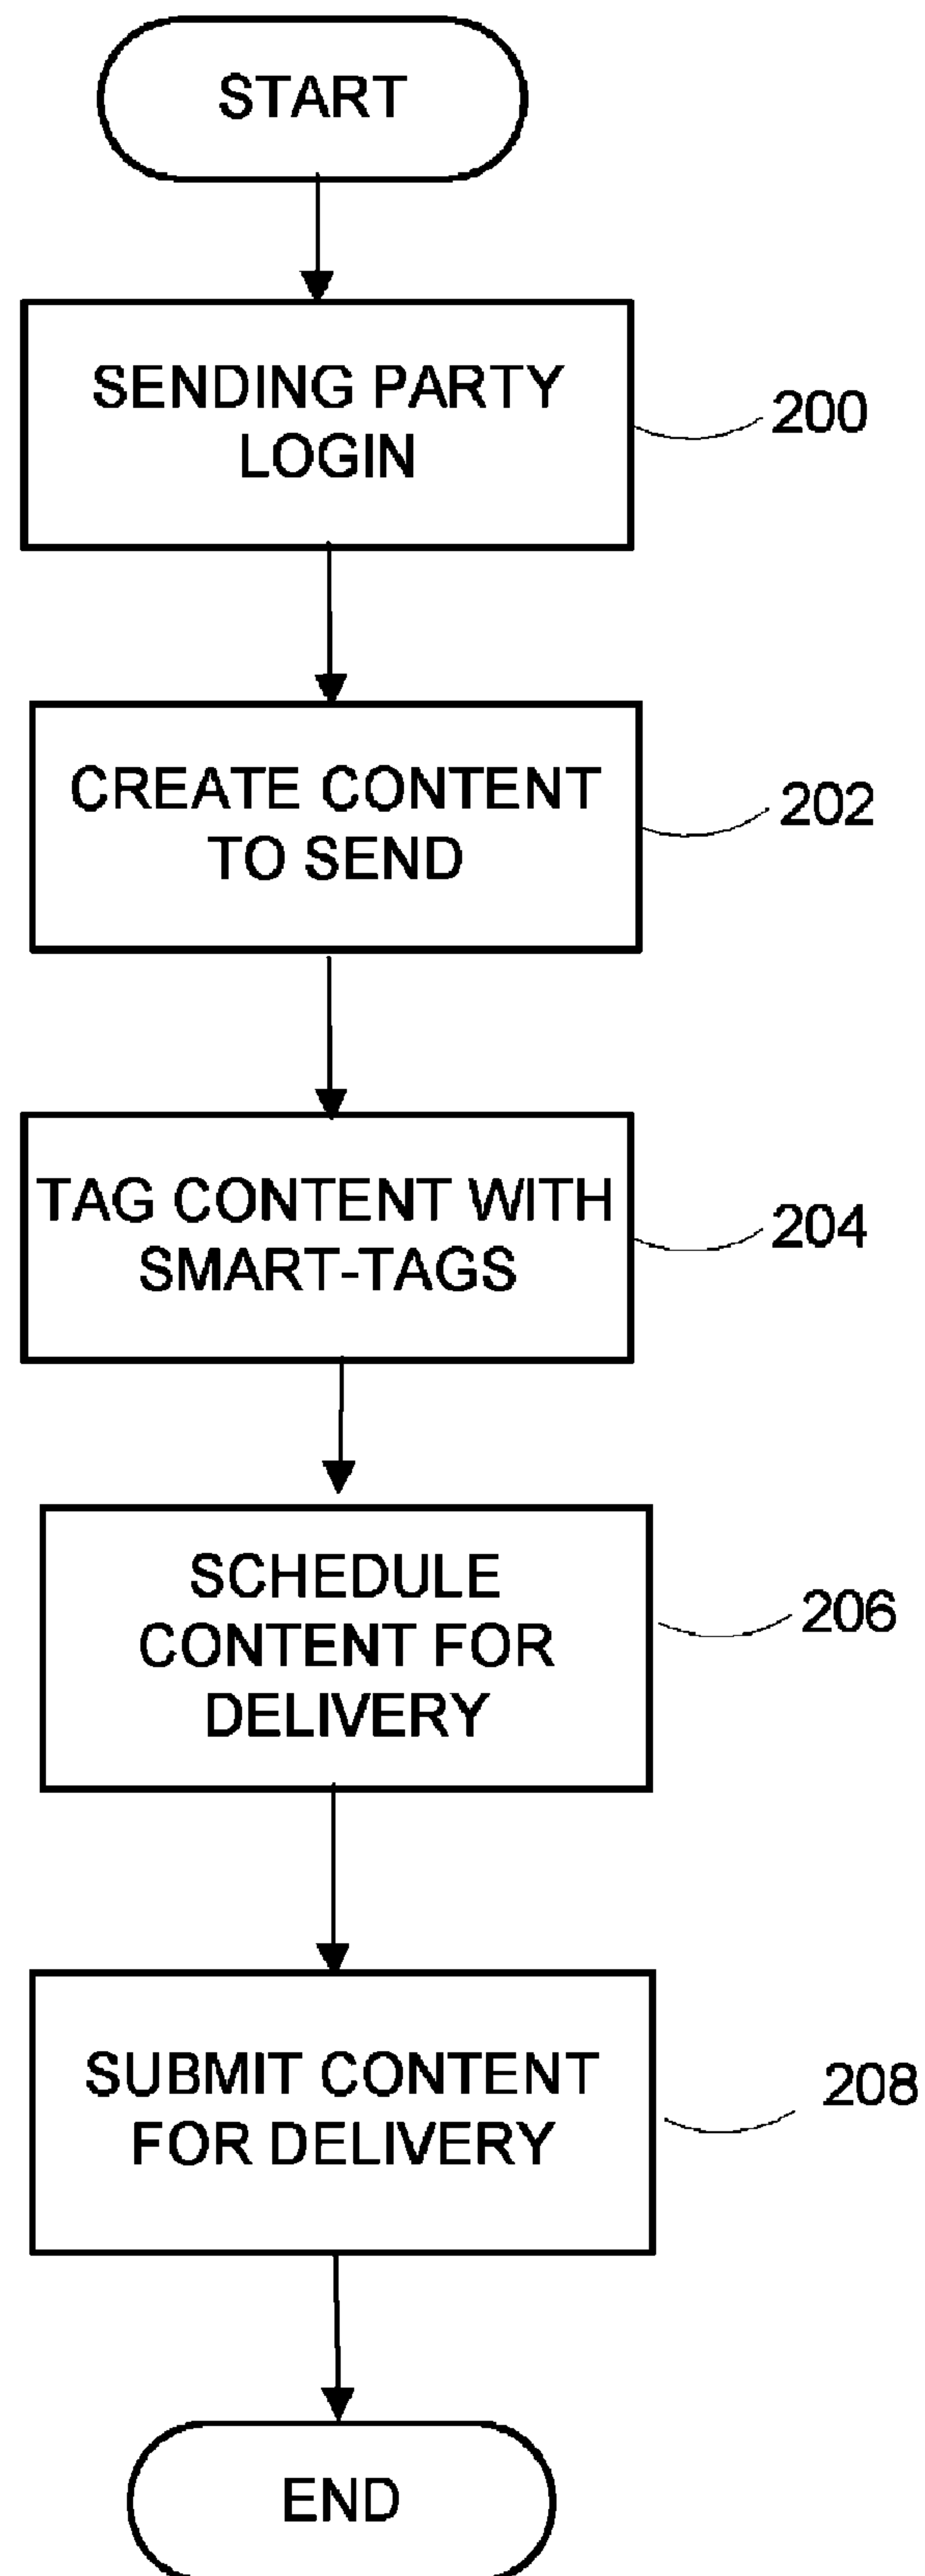 START
SENDING PARTY
LOGIN
200
CREATE CONTENT
TO SEND
202
TAG CONTENT WITH
SMART-TAGS
204
SCHEDULE
CONTENT FOR
DELIVERY
206
SUBMIT CONTENT
FOR DELIVERY
208
END